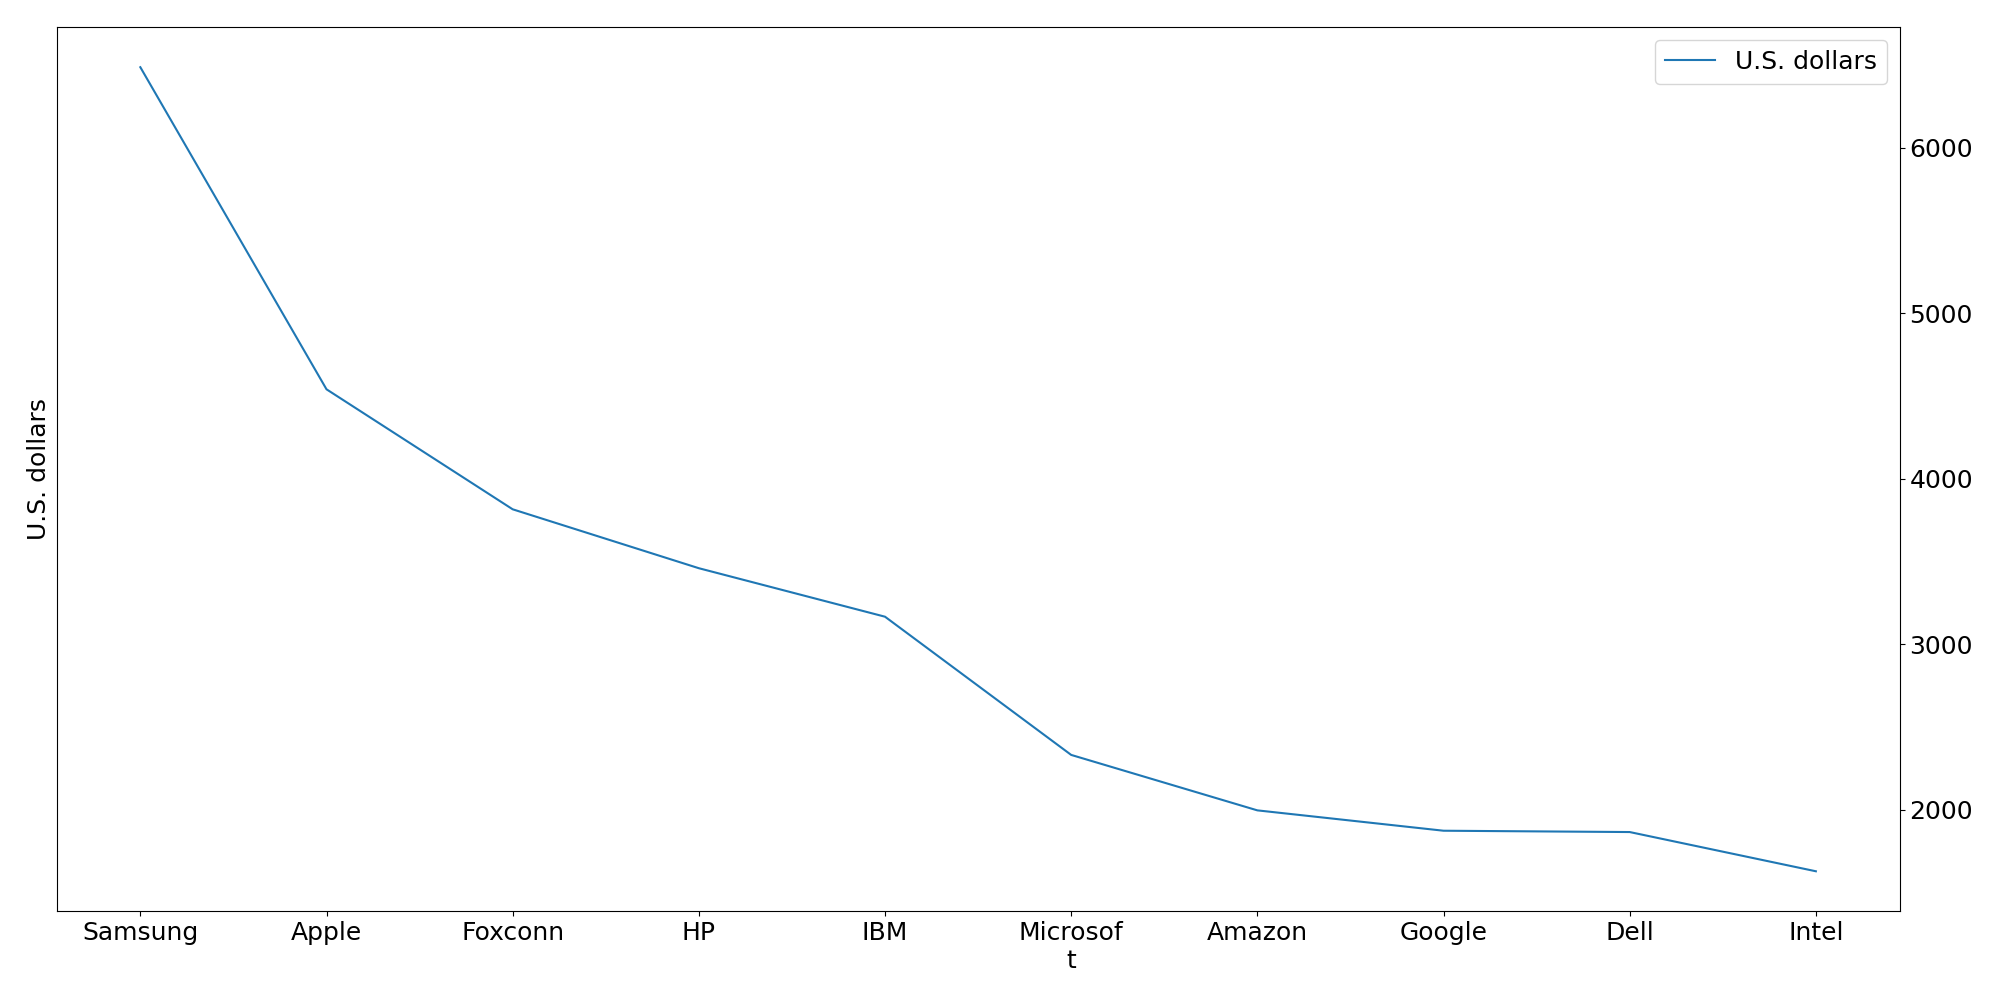 U.S. dollars
6000
5000
4000
3000
2000
U.S. dollars
Samsung
Apple
Foxconn
HP
IBM
Microsof
t
Amazon
Google
Dell
Intel